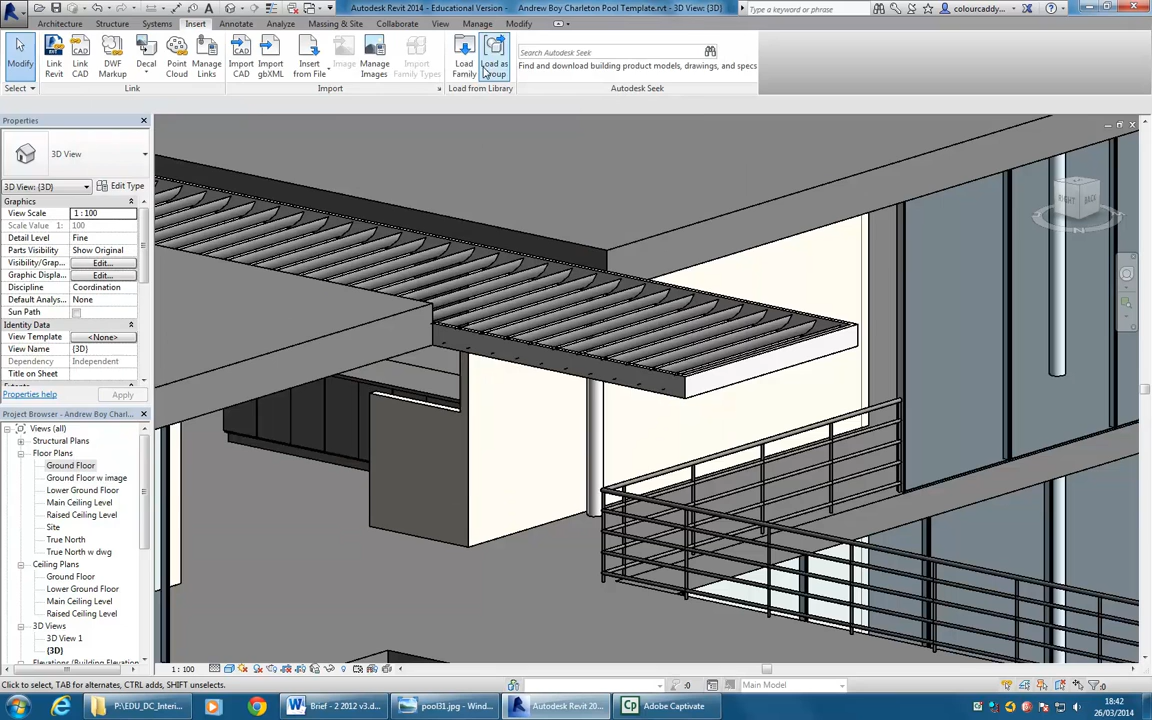 Autodesk Revit 2014 - Educational Version - Andrew Boy Charleton Pool Template.rvt - 3D View: {3D}
Type a keyword or phrase
colourcaddy...
Architecture Structure Systems Insert Annotate Analyze Massing & Site Collaborate View Manage Modify
Modify
Link Revit
Link CAD
DWF Markup
Decal
Point Cloud
Manage Links
Import CAD
Import gbXML
Insert from File
Image
Manage Images
Import Family Types
Load Family
Load as Group
Search Autodesk Seek
Find and download building product models, drawings, and specs
Select
Link
Import
Load from Library
Autodesk Seek
Properties
3D View
3D View: {3D}
Edit Type
Graphics
View Scale 1 : 100
Scale Value 1: 100
Detail Level Fine
Parts Visibility Show Original
Visibility/Grap... Edit...
Graphic Displa... Edit...
Discipline Coordination
Default Analys... None
Sun Path
Identity Data
View Template <None>
View Name {3D}
Dependency Independent
Title on Sheet
Properties help
Apply
RIGHT BACK
Project Browser - Andrew Boy Charl...
Views (all)
Structural Plans
Floor Plans
Ground Floor
Ground Floor w image
Lower Ground Floor
Main Ceiling Level
Raised Ceiling Level
Site
True North
True North w dwg
Ceiling Plans
Ground Floor
Lower Ground Floor
Main Ceiling Level
Raised Ceiling Level
3D Views
3D View 1
{3D}
Elevations (Building Elevation)
1 : 100
Click to select, TAB for alternates, CTRL adds, SHIFT unselects.
:0
Main Model
:0
P:\EDU_DC_Interi...
Brief - 2 2012 v3.d...
pool31.jpg - Wind...
Autodesk Revit 20...
Adobe Captivate
18:42
26/03/2014